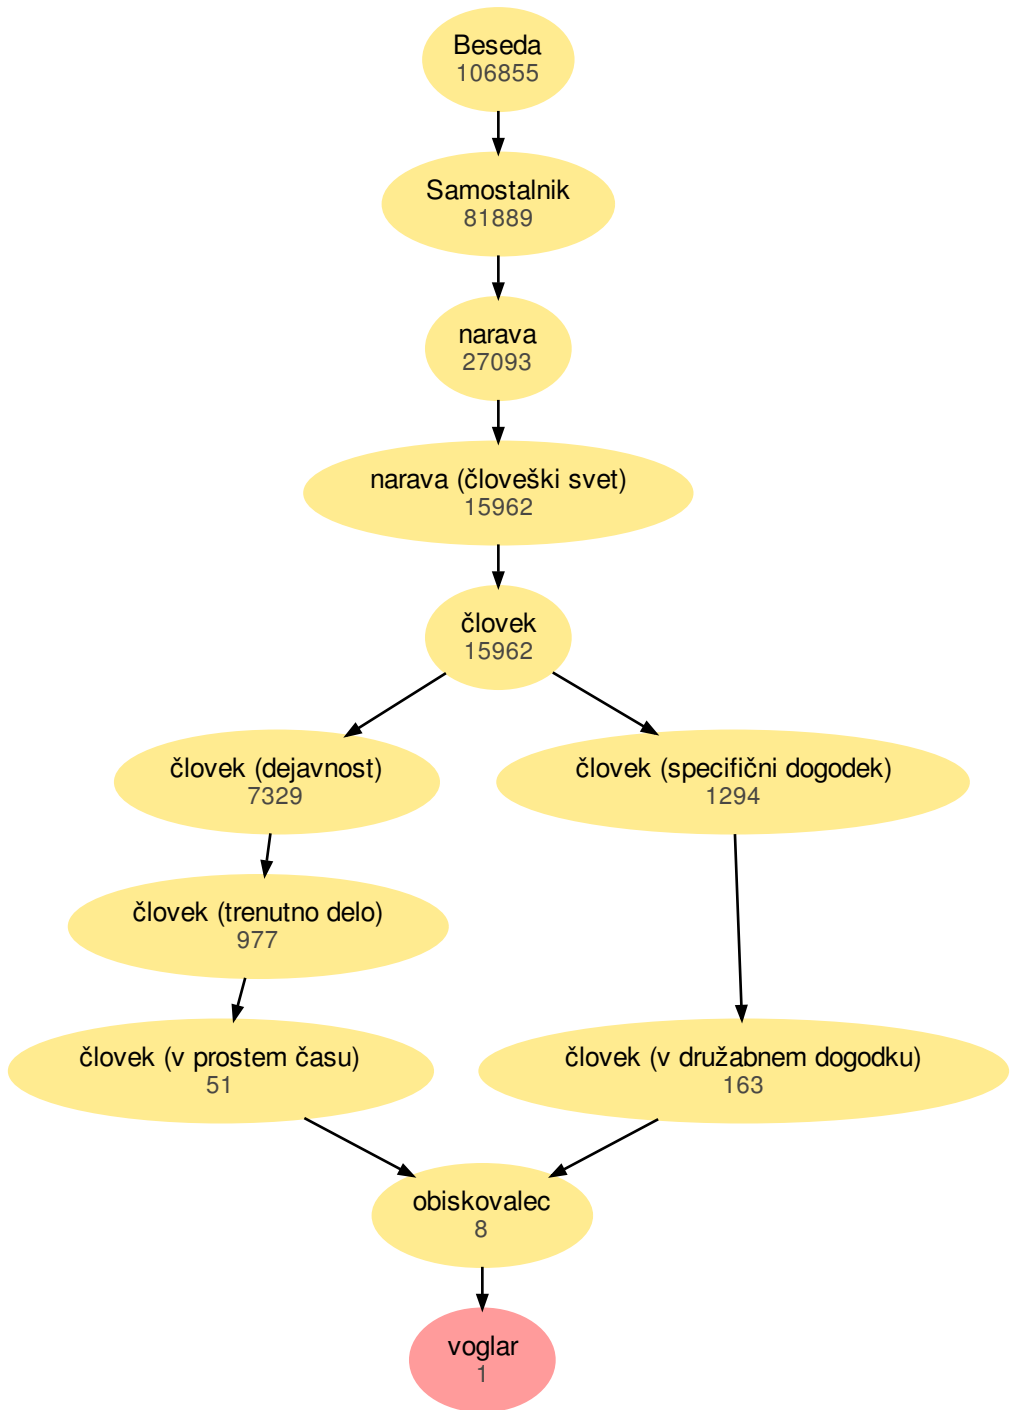 Beseda
106855
Samostalnik
81889
narava
27093
narava (človeški svet)
15962
človek
15962
človek (dejavnost)
7329
človek (specifični dogodek)
1294
človek (trenutno delo)
977
človek (v prostem času)
51
človek (v družabnem dogodku)
163
obiskovalec
8
voglar
1